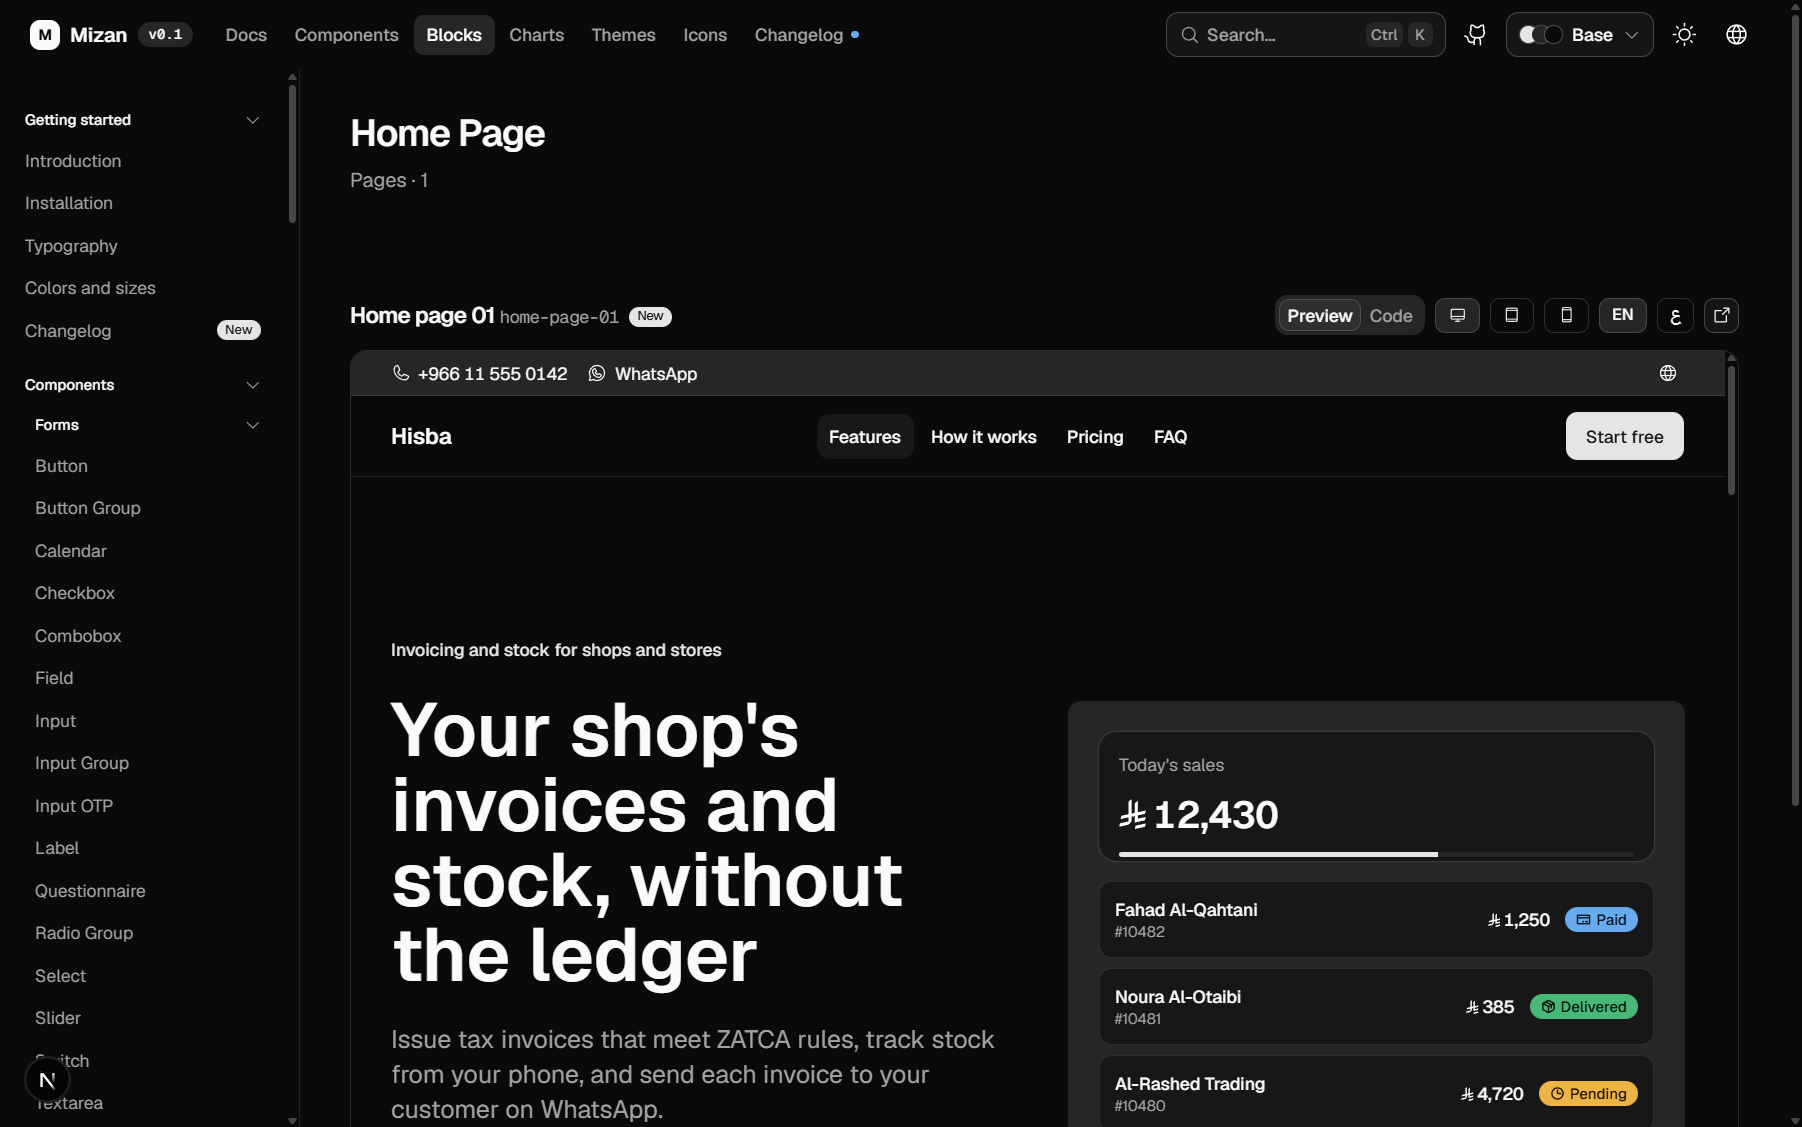 M Mizan v0.1 Docs Components Blocks Charts Themes Icons Changelog Search... Ctrl K Base
Getting started
Introduction
Installation
Typography
Colors and sizes
Changelog New
Components
Forms
Button
Button Group
Calendar
Checkbox
Combobox
Field
Input
Input Group
Input OTP
Label
Questionnaire
Radio Group
Select
Slider
Switch
N
Textarea
Home Page
Pages · 1
Home page 01 home-page-01 New Preview Code EN ع
+966 11 555 0142 WhatsApp
Hisba Features How it works Pricing FAQ Start free
Invoicing and stock for shops and stores
Your shop's
invoices and
stock, without
the ledger
Issue tax invoices that meet ZATCA rules, track stock
from your phone, and send each invoice to your
customer on WhatsApp.
Today's sales
⃁ 12,430
Fahad Al-Qahtani
#10482
⃁ 1,250 Paid
Noura Al-Otaibi
#10481
⃁ 385 Delivered
Al-Rashed Trading
#10480
⃁ 4,720 Pending